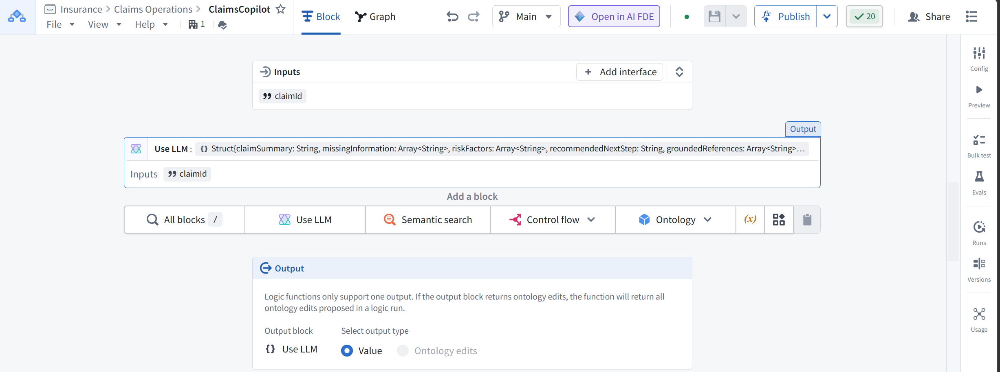 Insurance > Claims Operations > ClaimsCopilot
File View Help 1
Block
Graph
Main
Open in AI FDE
fx Publish
20
Share
Inputs
Add interface
claimId
Output
Use LLM : {} Struct{claimSummary: String, missingInformation: Array<String>, riskFactors: Array<String>, recommendedNextStep: String, groundedReferences: Array<String>...
Inputs claimId
Add a block
All blocks /
Use LLM
Semantic search
Control flow
Ontology
(x)
Output
Logic functions only support one output. If the output block returns ontology edits, the function will return all
ontology edits proposed in a logic run.
Output block
Select output type
{} Use LLM
Value
Ontology edits
Config
Preview
Bulk test
Evals
Runs
Versions
Usage